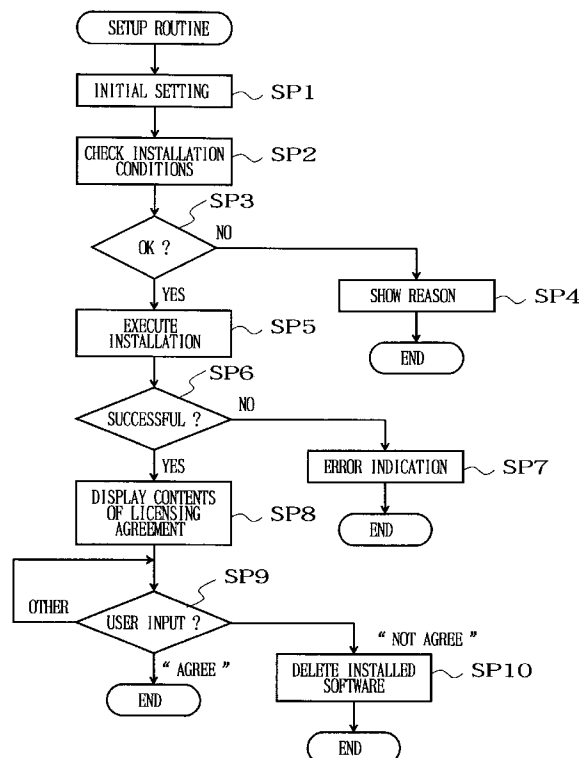 SETUP ROUTINE
INITIAL SETTING
SP1
CHECK INSTALLATION
CONDITIONS
SP2
SP3
OK ?
NO
YES
SHOW REASON
SP4
END
EXECUTE
INSTALLATION
SP5
SP6
SUCCESSFUL ?
NO
YES
ERROR INDICATION
SP7
END
DISPLAY CONTENTS
OF LICENSING
AGREEMENT
SP8
SP9
OTHER
USER INPUT ?
“ NOT AGREE ”
“ AGREE ”
END
DELETE INSTALLED
SOFTWARE
SP10
END